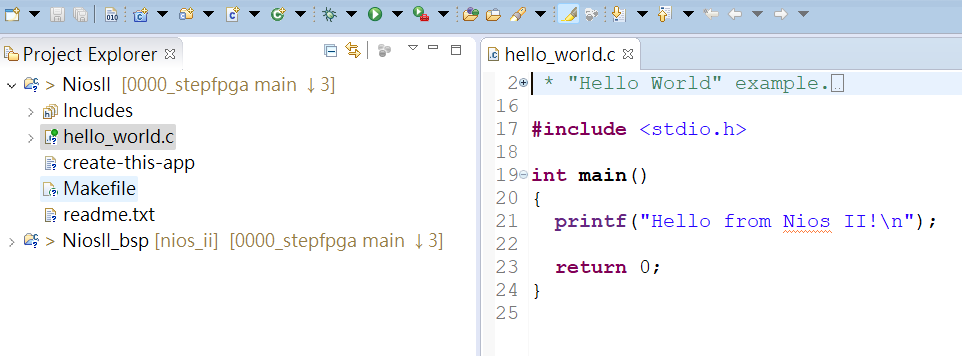 Project Explorer
NiosII [0000_stepfpga main ↓3]
Includes
hello_world.c
create-this-app
Makefile
readme.txt
NiosII_bsp [nios_ii] [0000_stepfpga main ↓3]
hello_world.c
2 * "Hello World" example.
16
17 #include <stdio.h>
18
19 int main()
20 {
21 printf("Hello from Nios II!\n");
22
23 return 0;
24 }
25